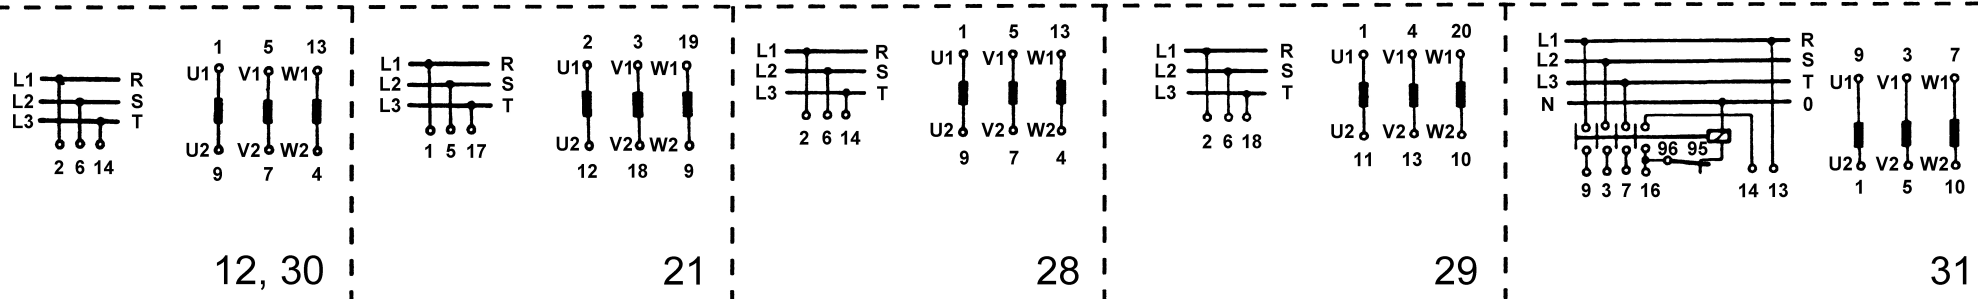 1 5 13
U1 V1 W1
L1 R
L2 S
L3 T
U2 V2 W2
2 6 14
9 7 4
12, 30
2 3 19
L1 R
U1 V1 W1
L2 S
L3 T
1 5 17
U2 V2 W2
12 18 9
21
1 5 13
L1 R
U1 V1 W1
L2 S
L3 T
U2 V2 W2
2 6 14
9 7 4
28
1 4 20
L1 R
U1 V1 W1
L2 S
L3 T
U2 V2 W2
2 6 18
11 13 10
29
L1 R
9 3 7
L2 S
L3 T
U1 V1 W1
N 0
96 95
U2 V2 W2
9 3 7 16 14 13
1 5 10
31